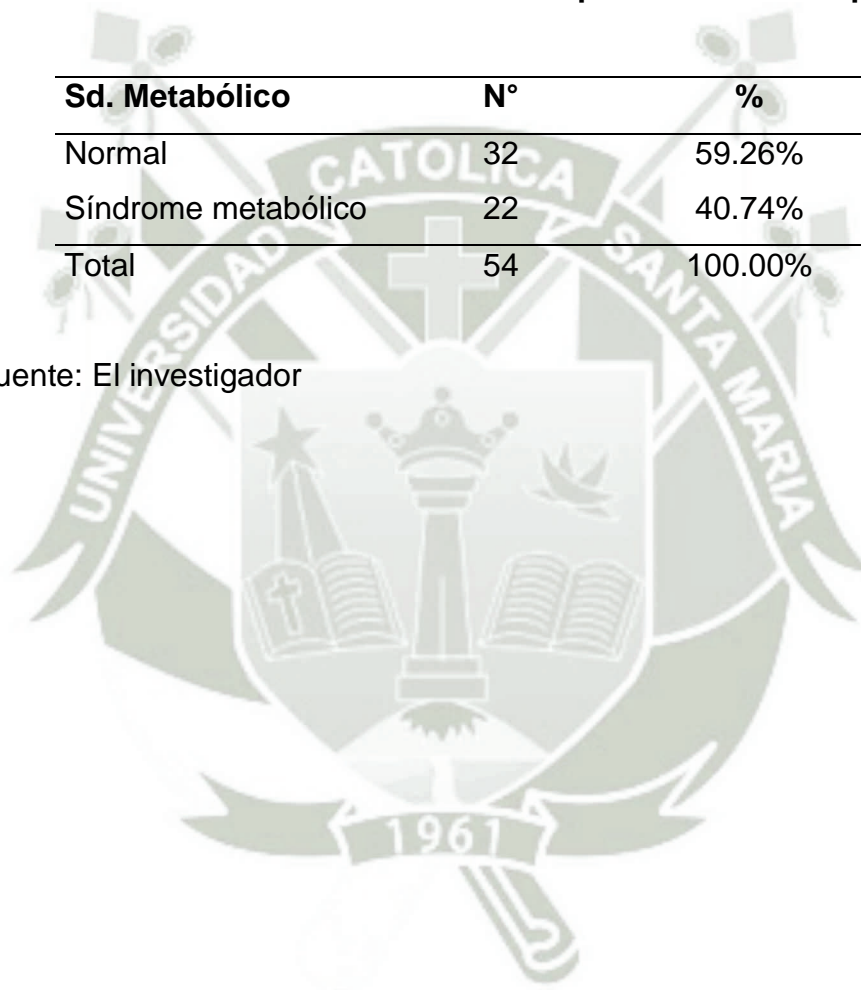 Sd. Metabólico N° %
Normal 32 59.26%
Síndrome metabólico 22 40.74%
Total 54 100.00%
uente: El investigador
UNIVERSIDAD CATOLICA SANTA MARIA
1961